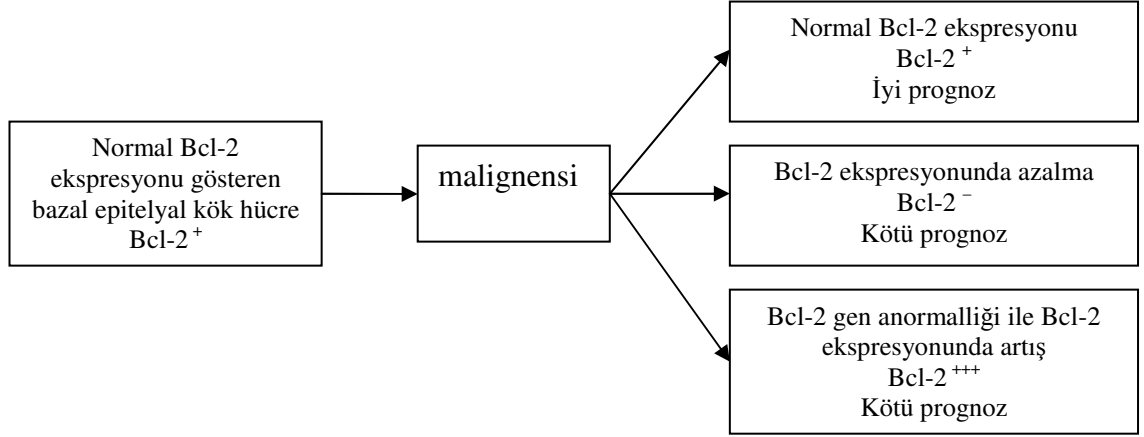 Normal Bcl-2
ekspresyonu gösteren
bazal epitelyal kök hücre
Bcl-2 +
malignensi
Normal Bcl-2 ekspresyonu
Bcl-2 +
İyi prognoz
Bcl-2 ekspresyonunda azalma
Bcl-2 –
Kötü prognoz
Bcl-2 gen anormalliği ile Bcl-2
ekspresyonunda artış
Bcl-2 +++
Kötü prognoz